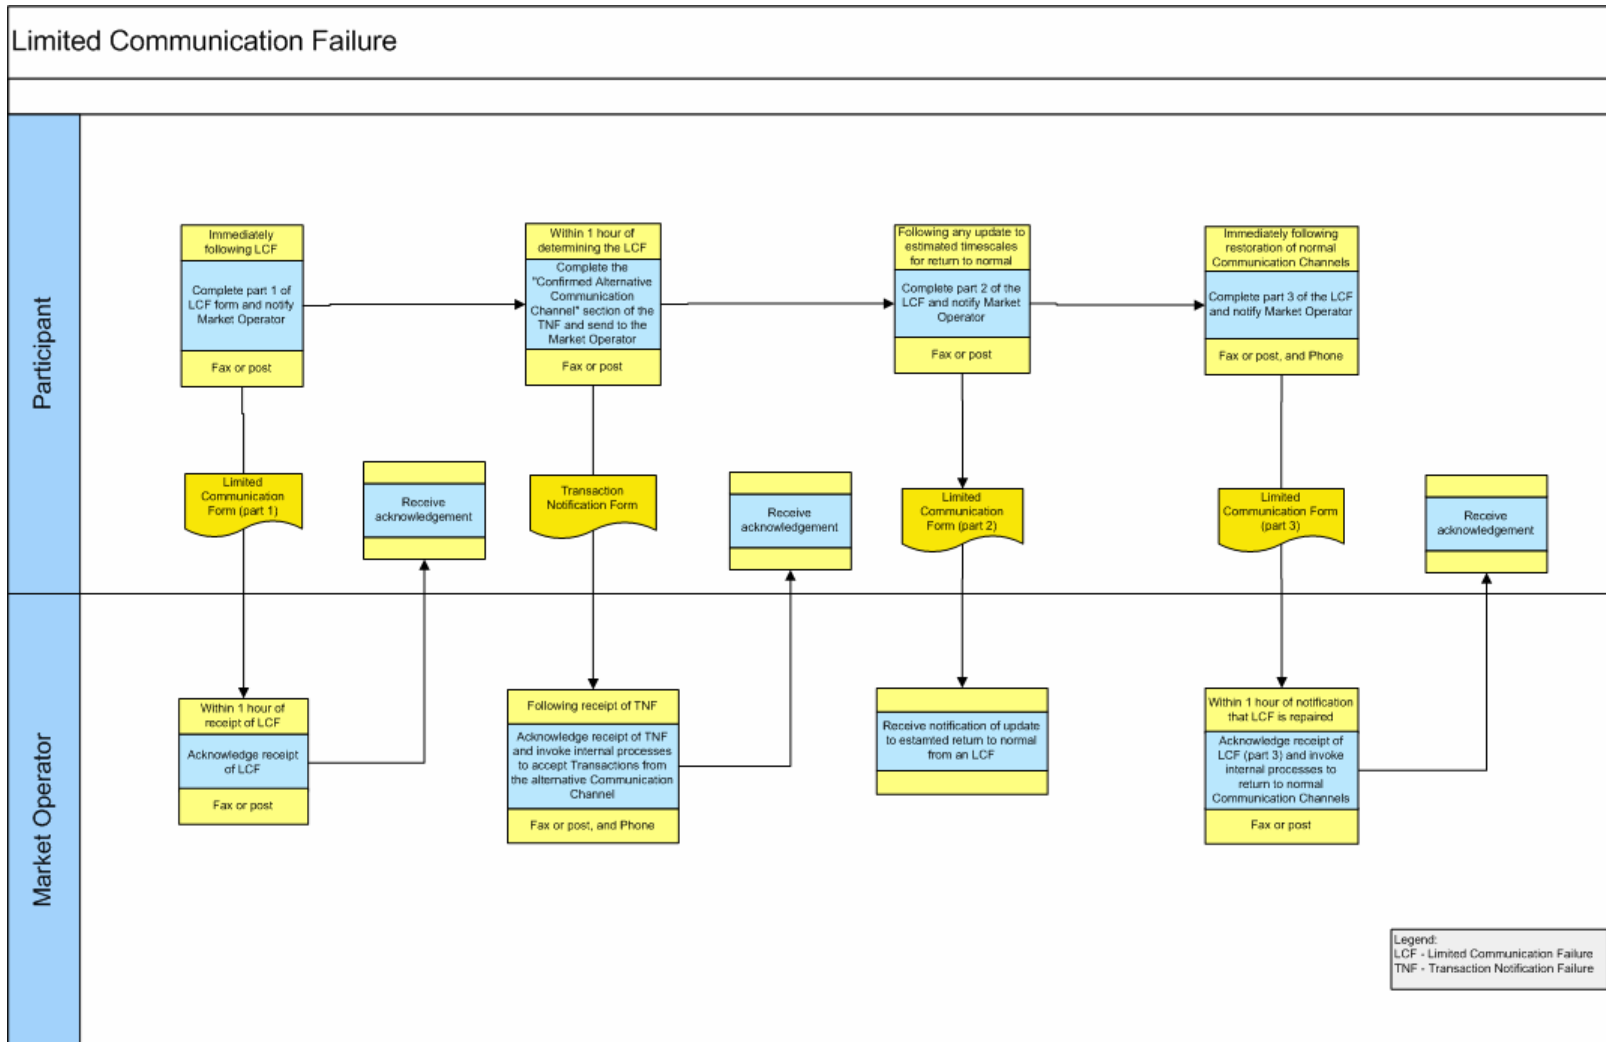 Limited Communication Failure
Participant
Immediately
following LCF
Complete part 1 of
LCF form and notify
Market Operator
Fax or post
Within 1 hour of
determining the LCF
Complete the
"Confirmed Alternative
Communication
Channel" section of the
TNF and send to the
Market Operator
Fax or post
Following any update to
estimated timescales
for return to normal
Complete part 2 of
the LCF and notify
Market Operator
Fax or post
Immediately following
restoration of normal
Communication Channels
Complete part 3 of the LCF
and notify Market Operator
Fax or post, and Phone
Limited
Communication
Form (part 1)
Receive
acknowledgement
Transaction
Notification Form
Receive
acknowledgement
Limited
Communication
Form (part 2)
Limited
Communication Form
(part 3)
Receive
acknowledgement
Market Operator
Within 1 hour of
receipt of LCF
Acknowledge receipt
of LCF
Fax or post
Following receipt of TNF
Acknowledge receipt of TNF
and invoke internal processes
to accept Transactions from
the alternative Communication
Channel
Fax or post, and Phone
Receive notification of update
to estamted return to normal
from an LCF
Within 1 hour of notification
that LCF is repaired
Acknowledge receipt of
LCF (part 3) and invoke
internal processes to
return to normal
Communication Channels
Fax or post
Legend:
LCF - Limited Communication Failure
TNF - Transaction Notification Failure